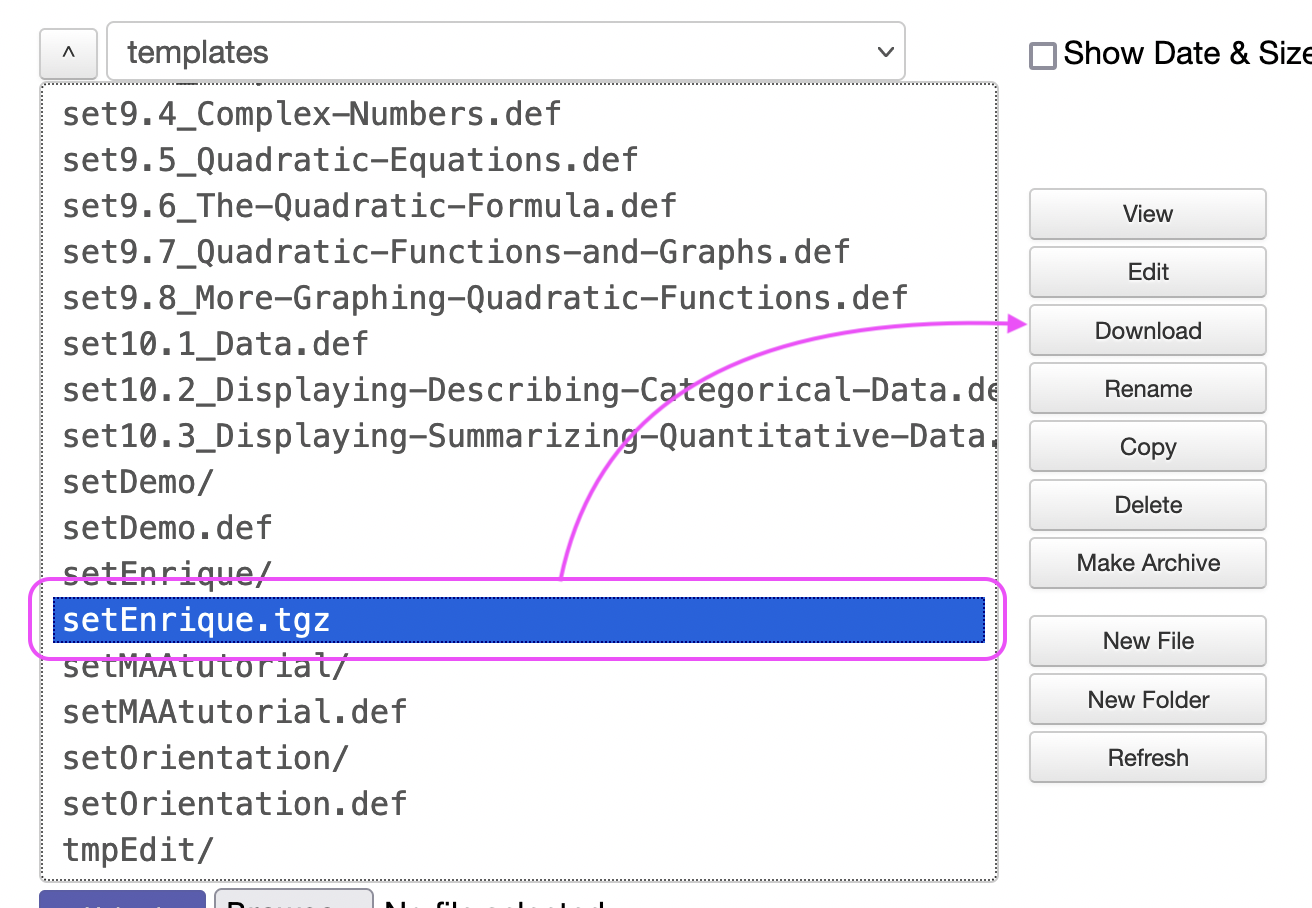 ^
templates
Show Date & Size
set9.4_Complex-Numbers.def
set9.5_Quadratic-Equations.def
set9.6_The-Quadratic-Formula.def
set9.7_Quadratic-Functions-and-Graphs.def
set9.8_More-Graphing-Quadratic-Functions.def
set10.1_Data.def
set10.2_Displaying-Describing-Categorical-Data.de
set10.3_Displaying-Summarizing-Quantitative-Data.
setDemo/
setDemo.def
setEnrique/
setEnrique.tgz
setMAAtutorial/
setMAAtutorial.def
setOrientation/
setOrientation.def
tmpEdit/
View
Edit
Download
Rename
Copy
Delete
Make Archive
New File
New Folder
Refresh
Browse...
No file selected